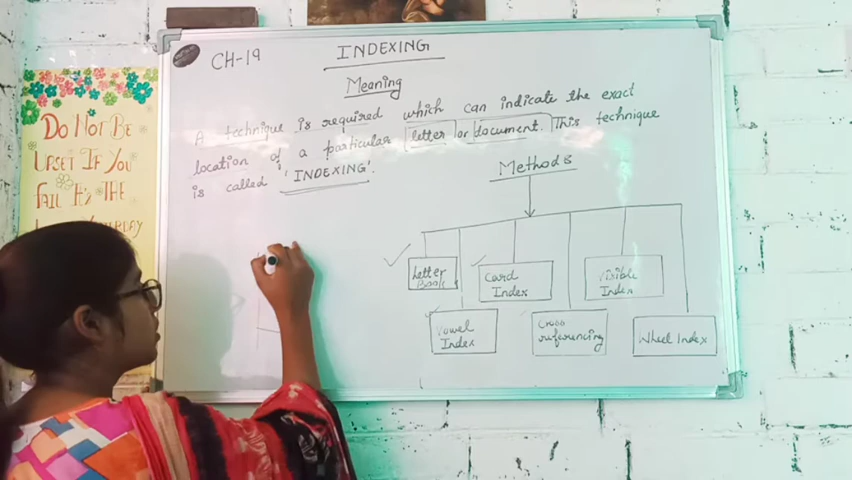 CH-19
INDEXING
Meaning
A technique is required which can indicate the exact
location of a particular letter or document. This technique
is called 'INDEXING'.
Methods
Letter
Book
Card
Index
Visible
Index
Vowel
Index
Cross
referencing
Wheel Index
DO NOT BE
UPSET IF YOU
FAIL IT'S THE